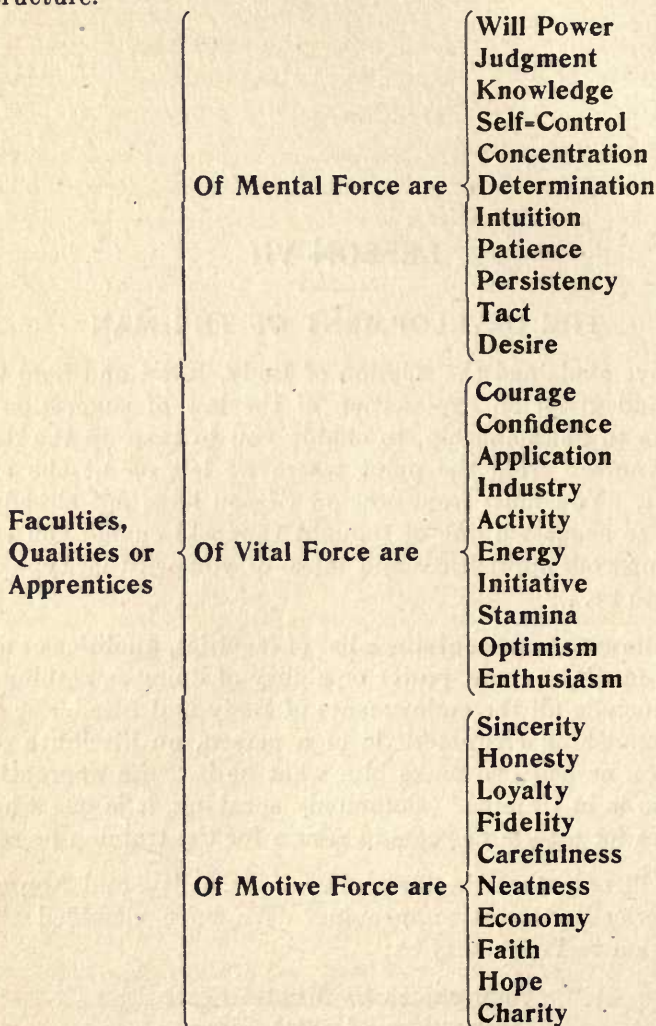 Of Mental Force are
Will Power
Judgment
Knowledge
Self-Control
Concentration
Determination
Intuition
Patience
Persistency
Tact
Desire
Faculties,
Qualities or
Apprentices
Of Vital Force are
Courage
Confidence
Application
Industry
Activity
Energy
Initiative
Stamina
Optimism
Enthusiasm
Of Motive Force are
Sincerity
Honesty
Loyalty
Fidelity
Carefulness
Neatness
Economy
Faith
Hope
Charity